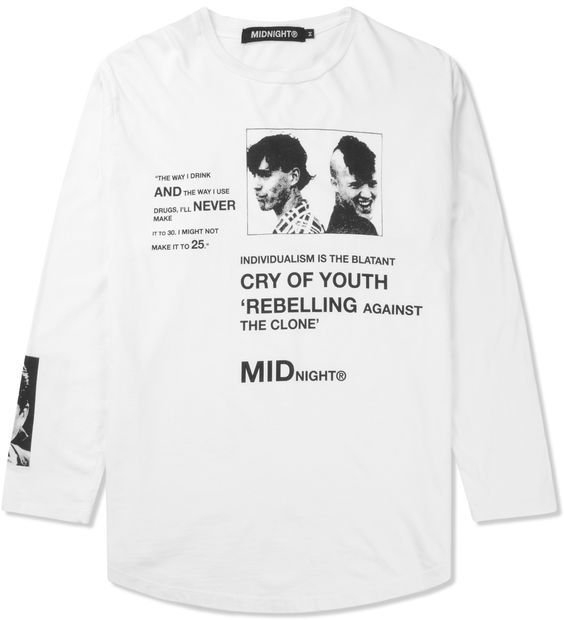 MIDNIGHT® M
"THE WAY I DRINK
AND THE WAY I USE
DRUGS, I'LL NEVER
MAKE
IT TO 30. I MIGHT NOT
MAKE IT TO 25."
INDIVIDUALISM IS THE BLATANT
CRY OF YOUTH
'REBELLING AGAINST
THE CLONE'
MIDNIGHT®